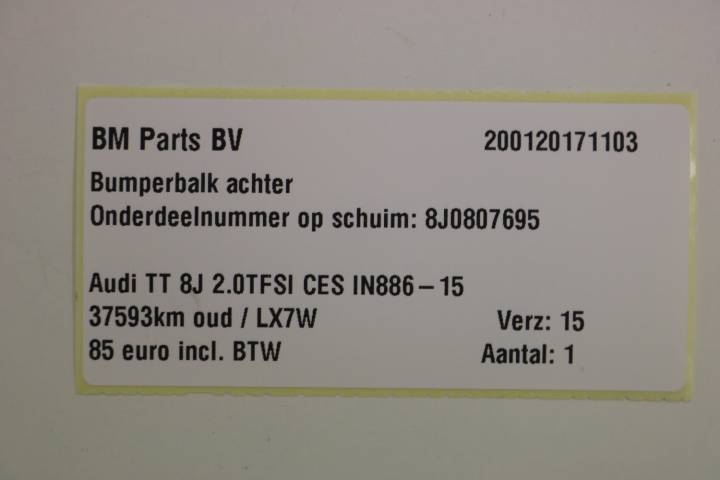 BM Parts BV 200120171103
Bumperbalk achter
Onderdeelnummer op schuim: 8J0807695
Audi TT 8J 2.0TFSI CES IN886-15
37593km oud / LX7W Verz: 15
85 euro incl. BTW Aantal: 1